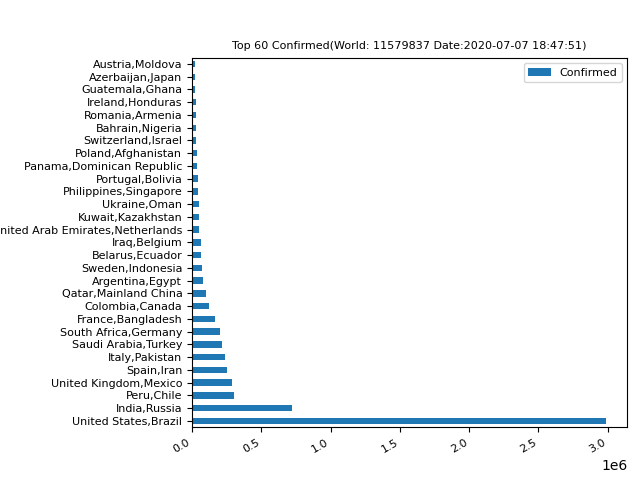 Top 60 Confirmed(World: 11579837 Date:2020-07-07 18:47:51)
Confirmed
Austria,Moldova
Azerbaijan,Japan
Guatemala,Ghana
Ireland,Honduras
Romania,Armenia
Bahrain,Nigeria
Switzerland,Israel
Poland,Afghanistan
Panama,Dominican Republic
Portugal,Bolivia
Philippines,Singapore
Ukraine,Oman
Kuwait,Kazakhstan
nited Arab Emirates,Netherlands
Iraq,Belgium
Belarus,Ecuador
Sweden,Indonesia
Argentina,Egypt
Qatar,Mainland China
Colombia,Canada
France,Bangladesh
South Africa,Germany
Saudi Arabia,Turkey
Italy,Pakistan
Spain,Iran
United Kingdom,Mexico
Peru,Chile
India,Russia
United States,Brazil
0.0 0.5 1.0 1.5 2.0 2.5 3.0
1e6